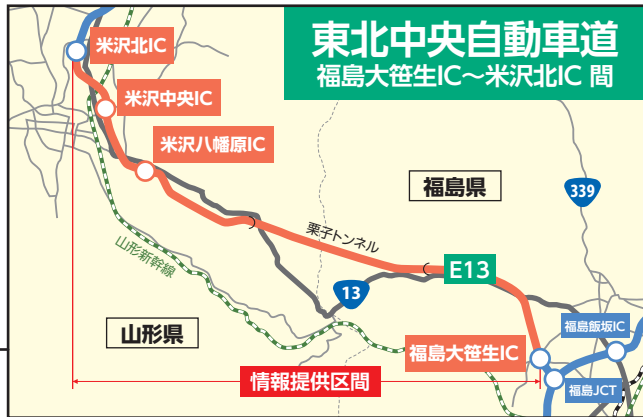 東北中央自動車道
福島大笹生IC～米沢北IC 間
米沢北IC
米沢中央IC
米沢八幡原IC
福島県
339
栗子トンネル
山形新幹線
E13
13
山形県
福島大笹生IC
福島飯坂IC
福島JCT
情報提供区間